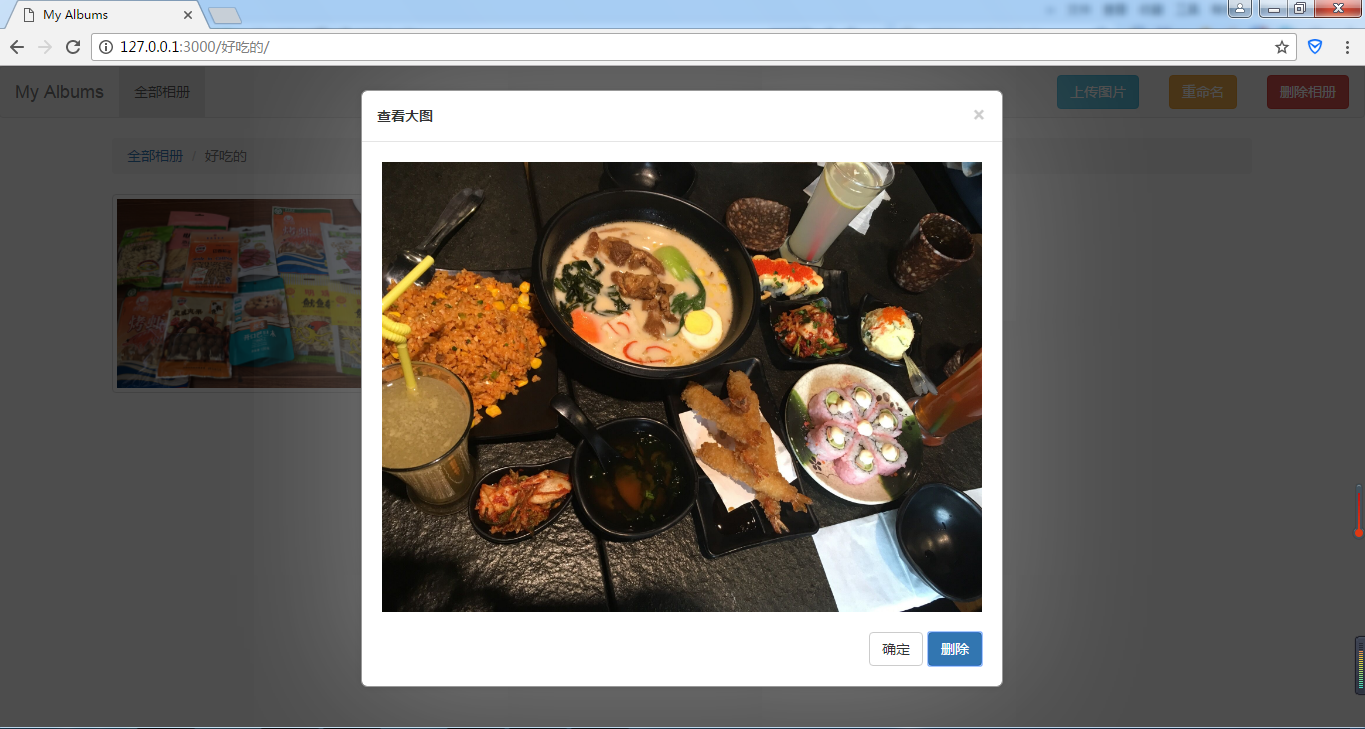 My Albums
127.0.0.1:3000/好吃的/
My Albums 全部相册 上传图片 重命名 删除相册
查看大图 ×
全部相册 / 好吃的
确定 删除